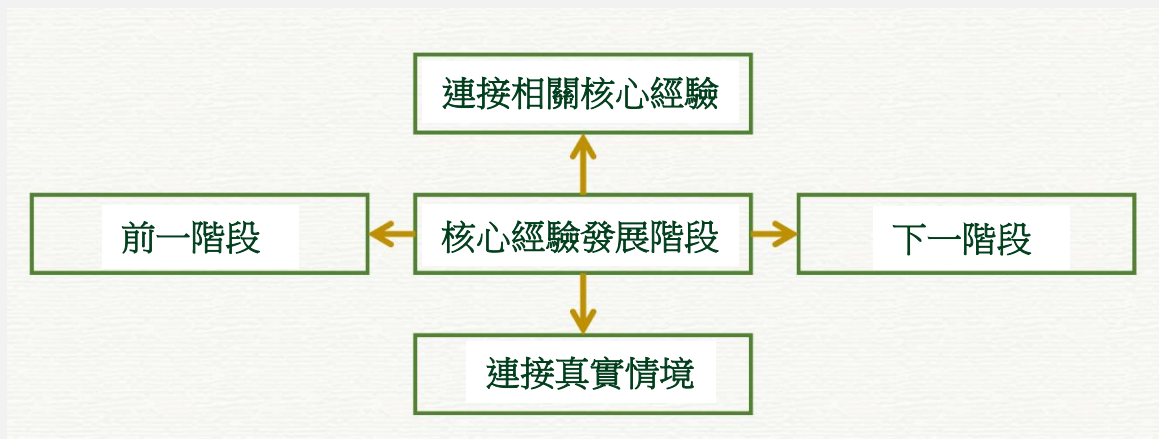 連接相關核心經驗
前一階段
核心經驗發展階段
下一階段
連接真實情境